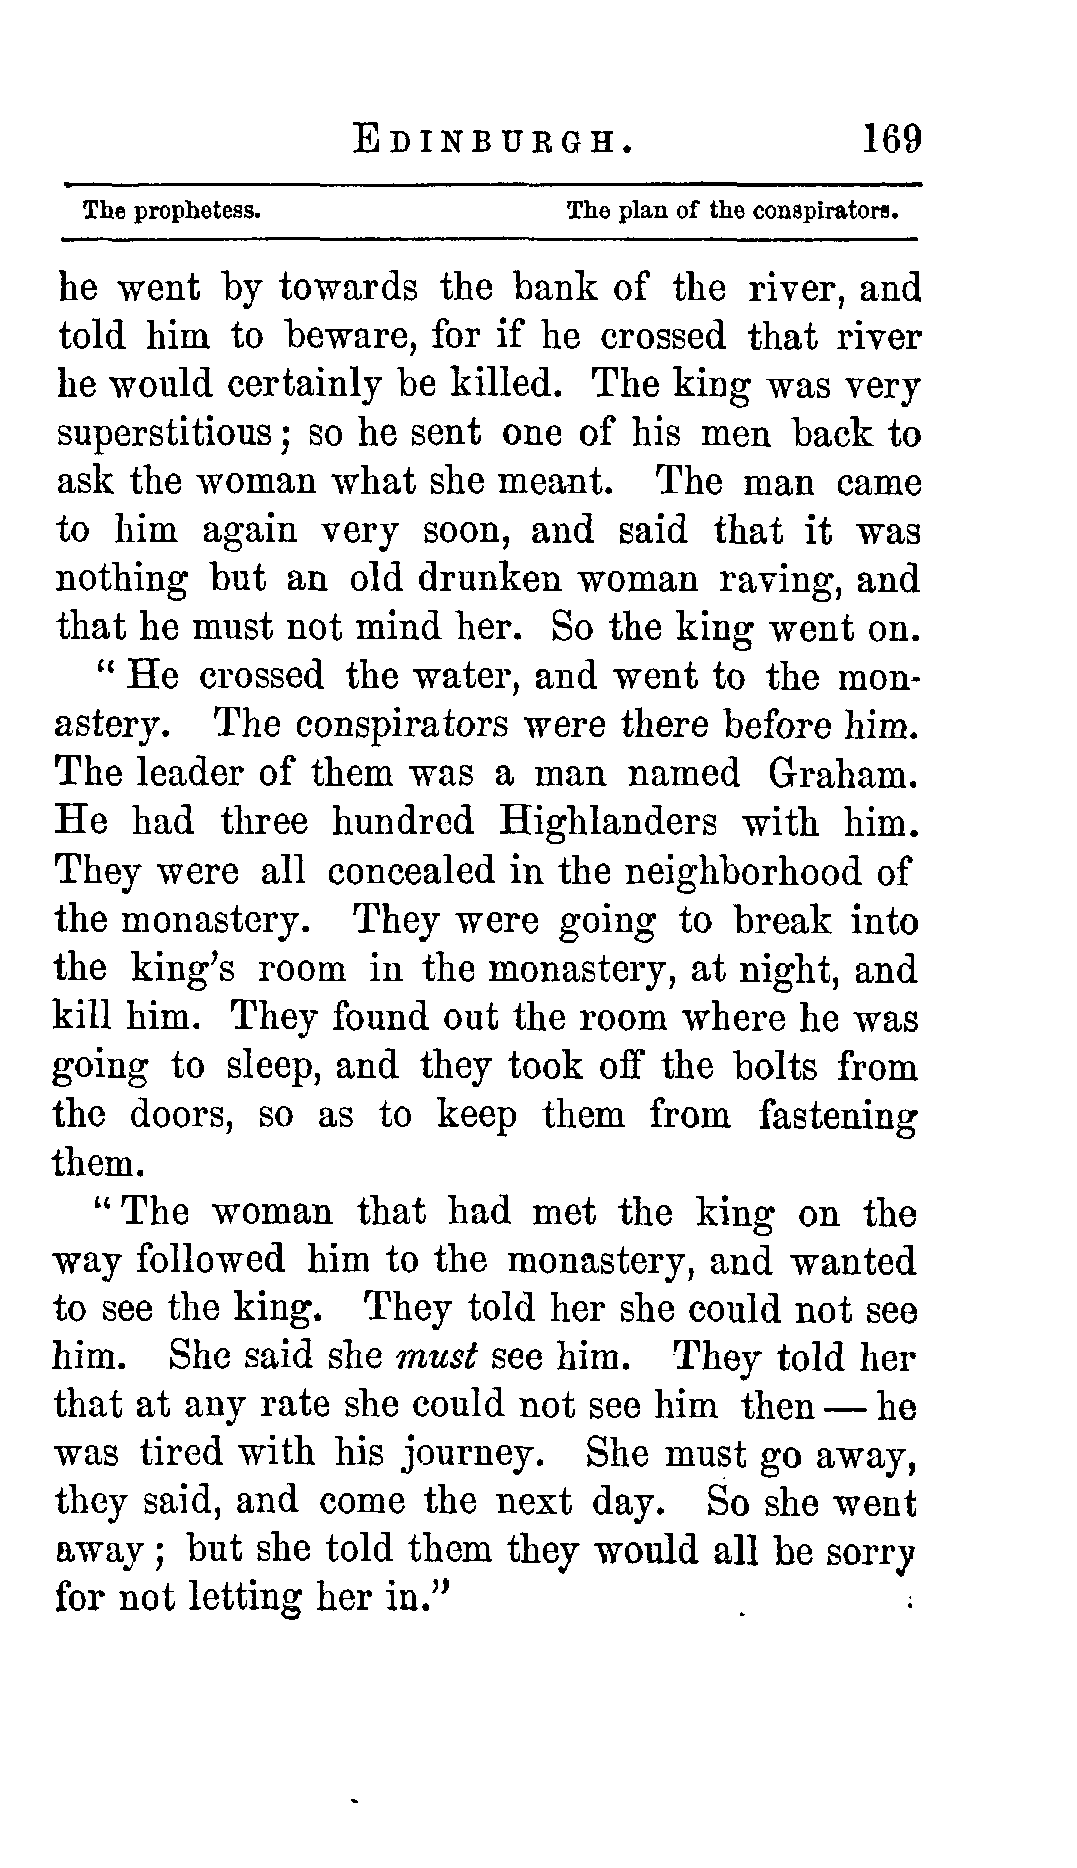 EDINBURGH. 169
The prophetess. The plan of the conspirators.
he went by towards the bank of the river, and
told him to beware, for if he crossed that river
he would certainly be killed. The king was very
superstitious; so he sent one of his men back to
ask the woman what she meant. The man came
to him again very soon, and said that it was
nothing but an old drunken woman raving, and
that he must not mind her. So the king went on.
“He crossed the water, and went to the mon-
astery. The conspirators were there before him.
The leader of them was a man named Graham.
He had three hundred Highlanders with him.
They were all concealed in the neighborhood of
the monastery. They were going to break into
the king’s room in the monastery, at night, and
kill him. They found out the room where he was
going to sleep, and they took off the bolts from
the doors, so as to keep them from fastening
them.
“The woman that had met the king on the
way followed him to the monastery, and wanted
to see the king. They told her she could not see
him. She said she must see him. They told her
that at any rate she could not see him then — he
was tired with his journey. She must go away,
they said, and come the next day. So she went
away; but she told them they would all be sorry
for not letting her in.”